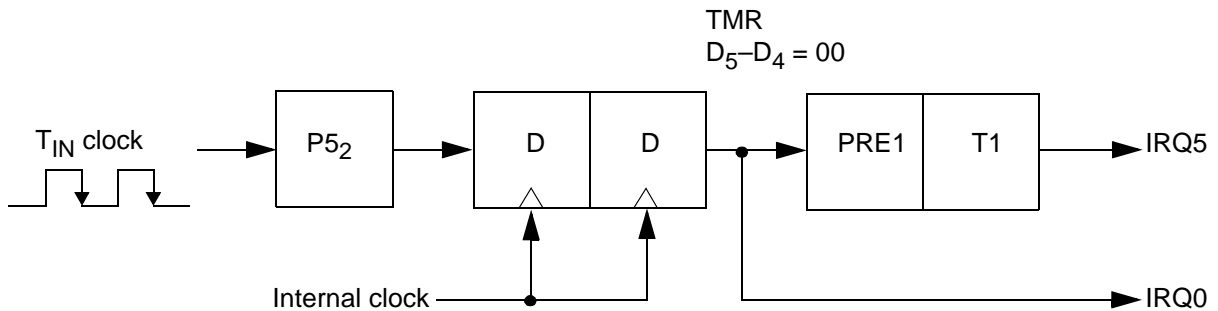 TMR
D5–D4 = 00
TIN clock
P52
D
D
PRE1
T1
IRQ5
Internal clock
IRQ0